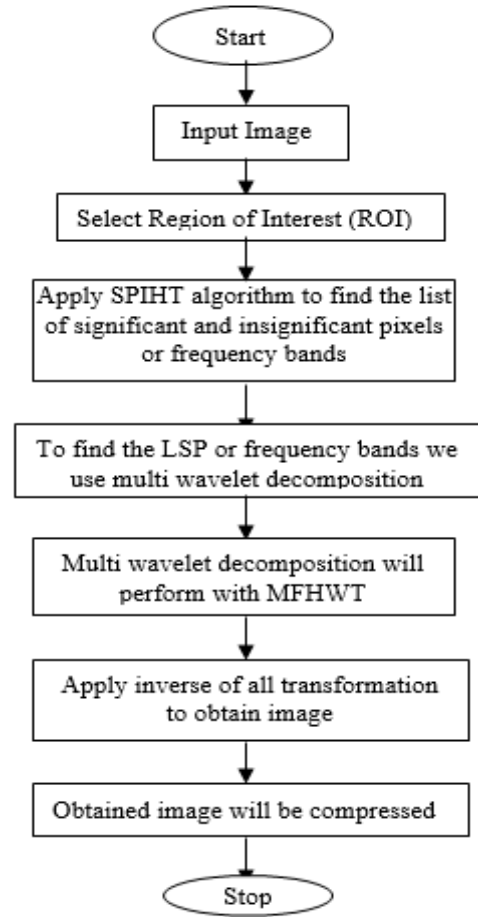 Start
Input Image
Select Region of Interest (ROI)
Apply SPIHT algorithm to find the list
of significant and insignificant pixels
or frequency bands
To find the LSP or frequency bands we
use multi wavelet decomposition
Multi wavelet decomposition will
perform with MFHWT
Apply inverse of all transformation
to obtain image
Obtained image will be compressed
Stop